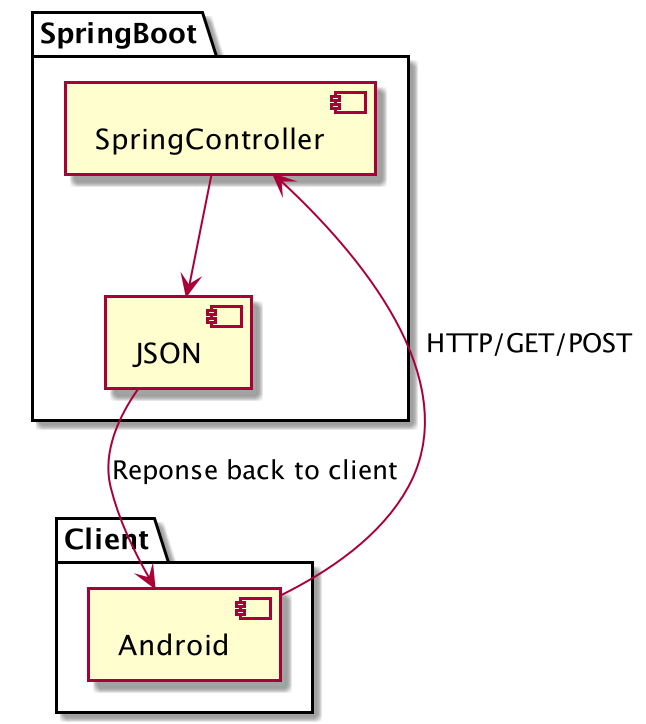 SpringBoot
SpringController
HTTP/GET/POST
JSON
Reponse back to client
Client
Android